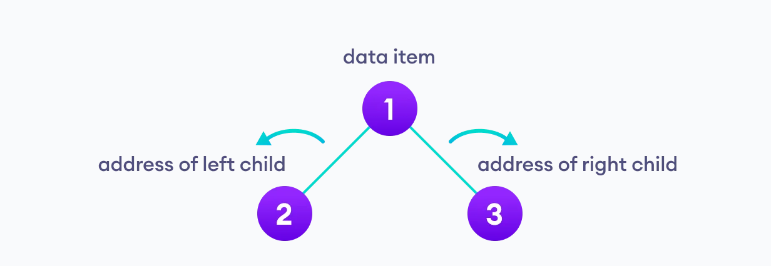 data item
1
address of left child
address of right child
2
3